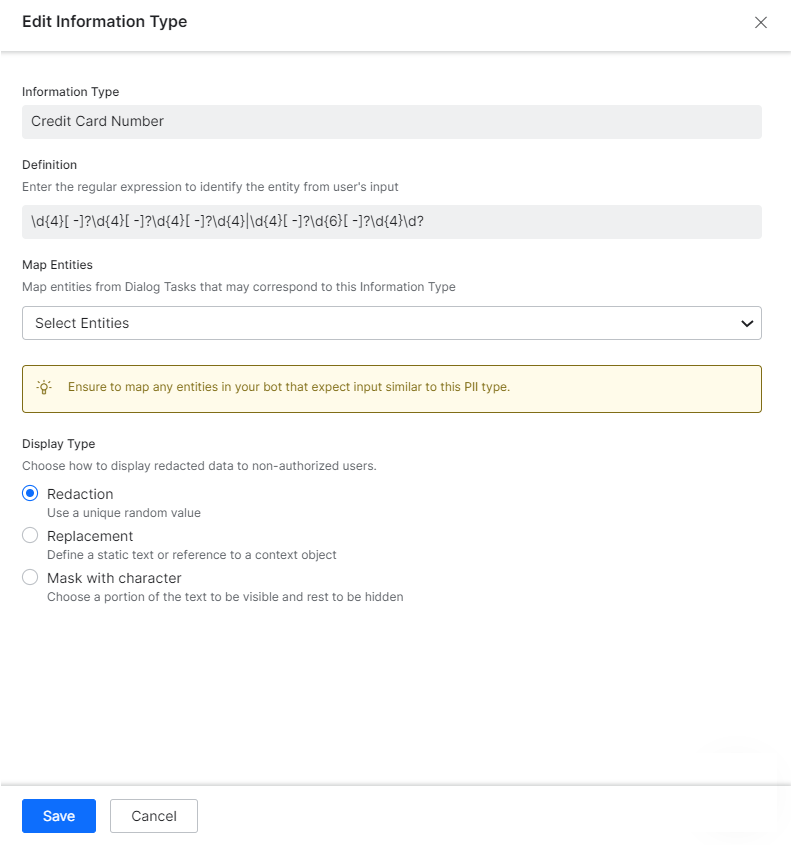 Edit Information Type
Information Type
Credit Card Number
Definition
Enter the regular expression to identify the entity from user's input
\d{4}[ -]?\d{4}[ -]?\d{4}[ -]?\d{4}|\d{4}[ -]?\d{6}[ -]?\d{4}\d?
Map Entities
Map entities from Dialog Tasks that may correspond to this Information Type
Select Entities
Ensure to map any entities in your bot that expect input similar to this PII type.
Display Type
Choose how to display redacted data to non-authorized users.
Redaction
Use a unique random value
Replacement
Define a static text or reference to a context object
Mask with character
Choose a portion of the text to be visible and rest to be hidden
Save Cancel